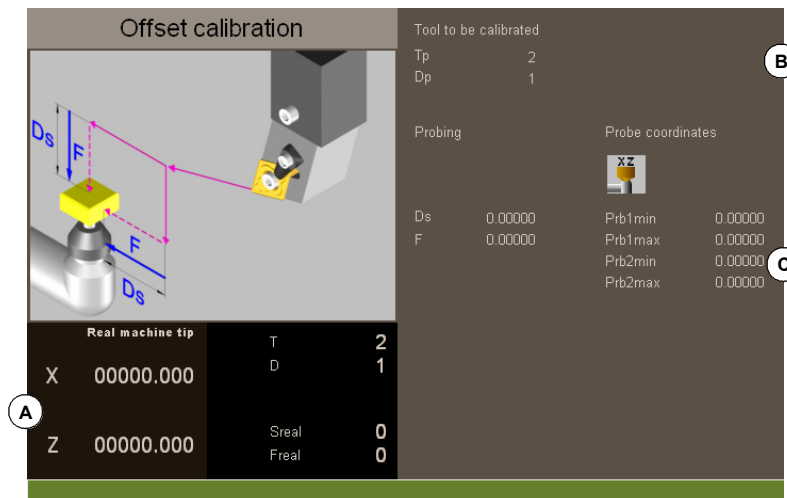 Offset calibration
Ds
F
F
Ds
Real machine tip
X 00000.000
Z 00000.000
T 2
D 1
Sreal 0
Freal 0
A
Tool to be calibrated
Tp 2
Dp 1
B
Probing
Ds 0.00000
F 0.00000
Probe coordinates
XZ
Prb1min 0.00000
Prb1max 0.00000
Prb2min 0.00000
Prb2max 0.00000
C